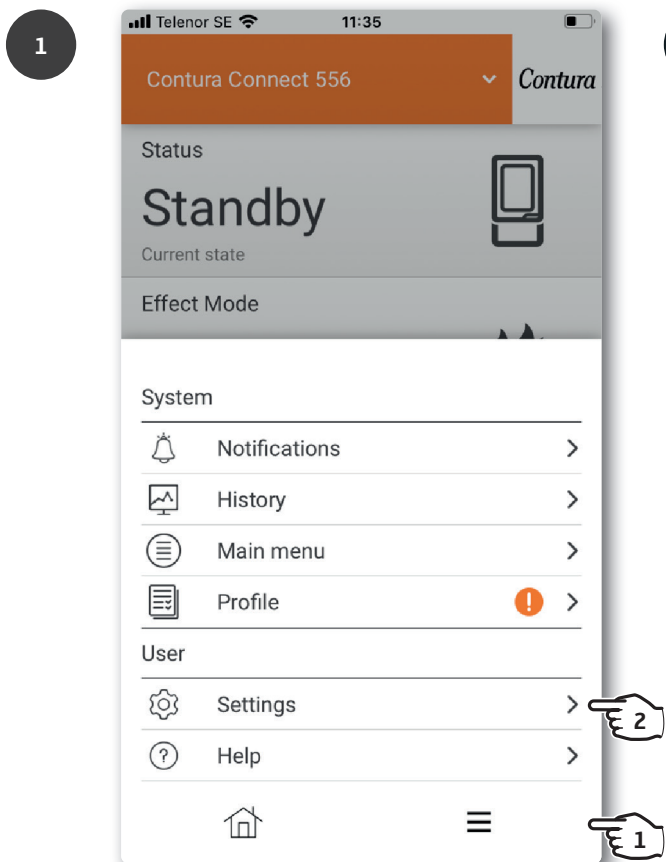 1
Telenor SE 11:35
Contura Connect 556 Contura
Status
Standby
Current state
Effect Mode
System
Notifications
History
Main menu
Profile !
User
Settings
2
? Help
1